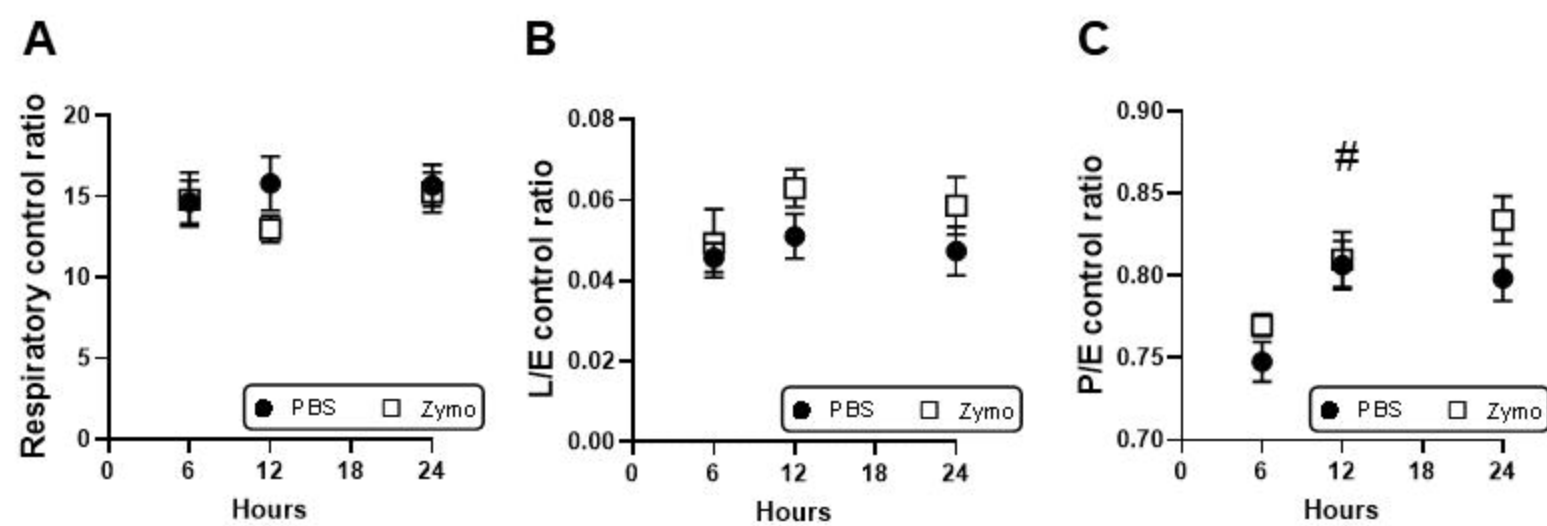 A
Respiratory control ratio
20
15
10
5
0
PBS Zymo
0 6 12 18 24
Hours
B
L/E control ratio
0.08
0.06
0.04
0.02
0.00
PBS Zymo
0 6 12 18 24
Hours
C
P/E control ratio
0.90
0.85
0.80
0.75
0.70
#
PBS Zymo
0 6 12 18 24
Hours